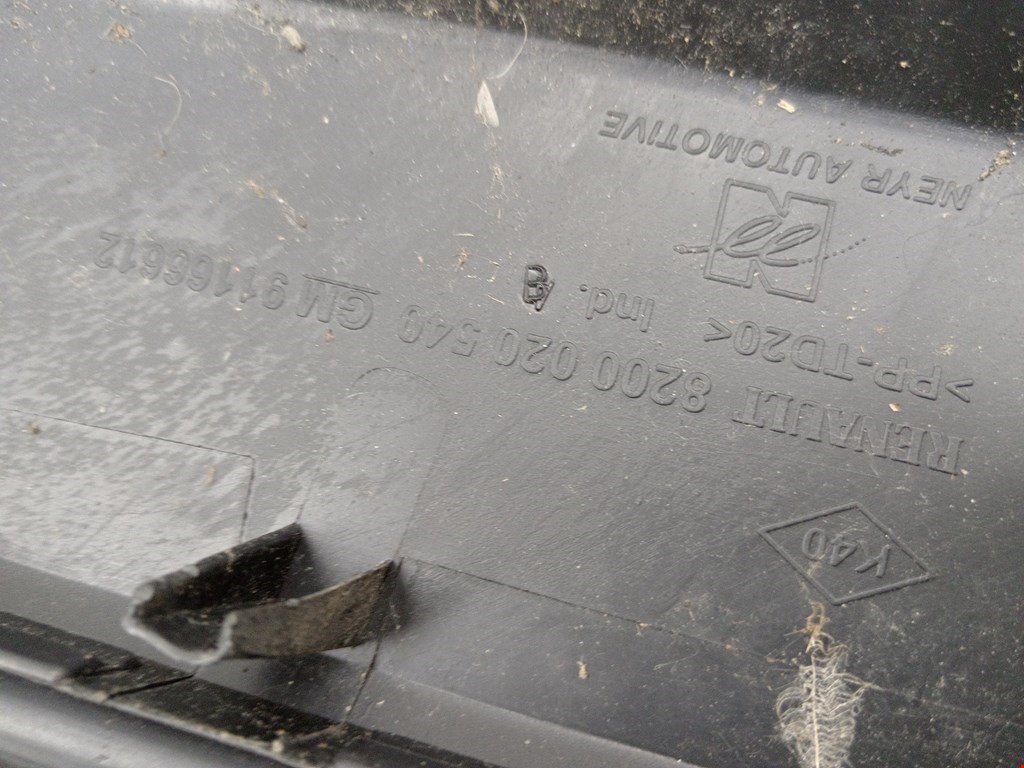 K40
RENAULT 8200 020 540 GM 91166612
>PP-TD20< Ind.
NEYR AUTOMOTIVE